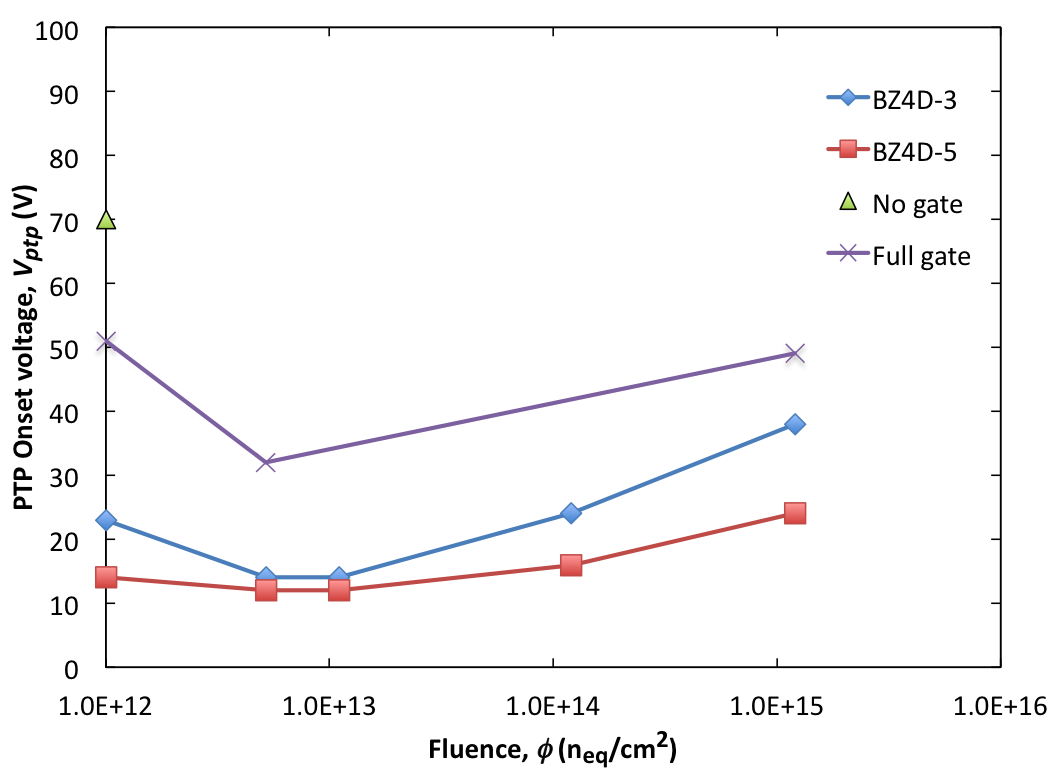 100
90
80
70
60
50
40
30
20
10
0
PTP Onset voltage, Vptp (V)
BZ4D-3
BZ4D-5
No gate
Full gate
1.0E+12 1.0E+13 1.0E+14 1.0E+15 1.0E+16
Fluence, ϕ (neq/cm²)